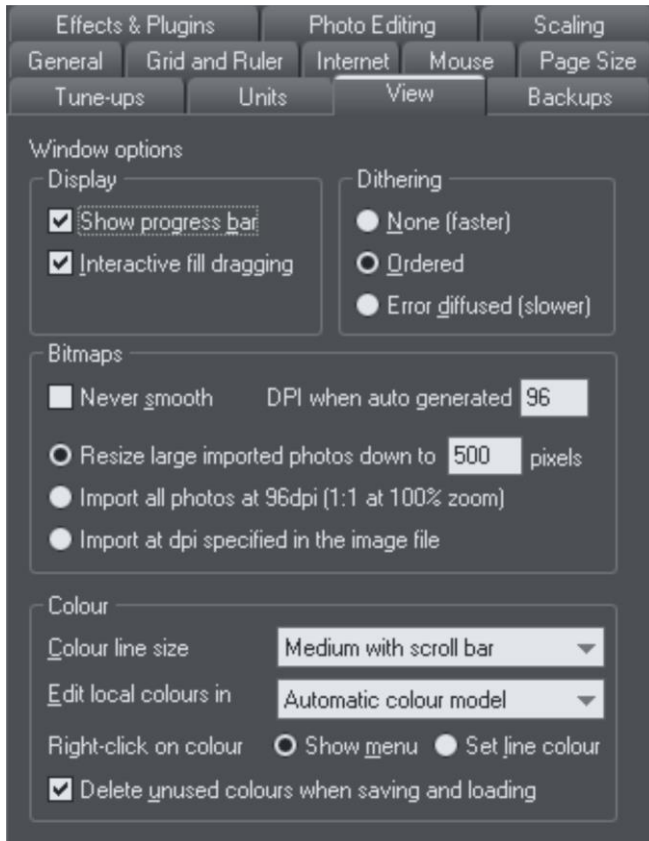 Effects & Plugins Photo Editing Scaling
General Grid and Ruler Internet Mouse Page Size
Tune-ups Units View Backups
Window options
Display
Show progress bar
Interactive fill dragging
Dithering
None (faster)
Ordered
Error diffused (slower)
Bitmaps
Never smooth DPI when auto generated 96
Resize large imported photos down to 500 pixels
Import all photos at 96dpi (1:1 at 100% zoom)
Import at dpi specified in the image file
Colour
Colour line size Medium with scroll bar
Edit local colours in Automatic colour model
Right-click on colour Show menu Set line colour
Delete unused colours when saving and loading